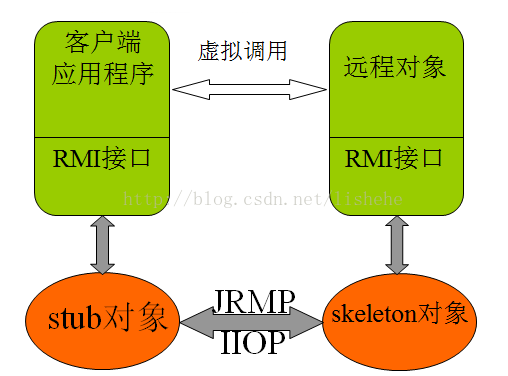 客户端
应用程序
虚拟调用
远程对象
RMI接口
RMI接口
http://blog.csdn.net/lishehe
stub对象
JRMP
IIOP
skeleton对象